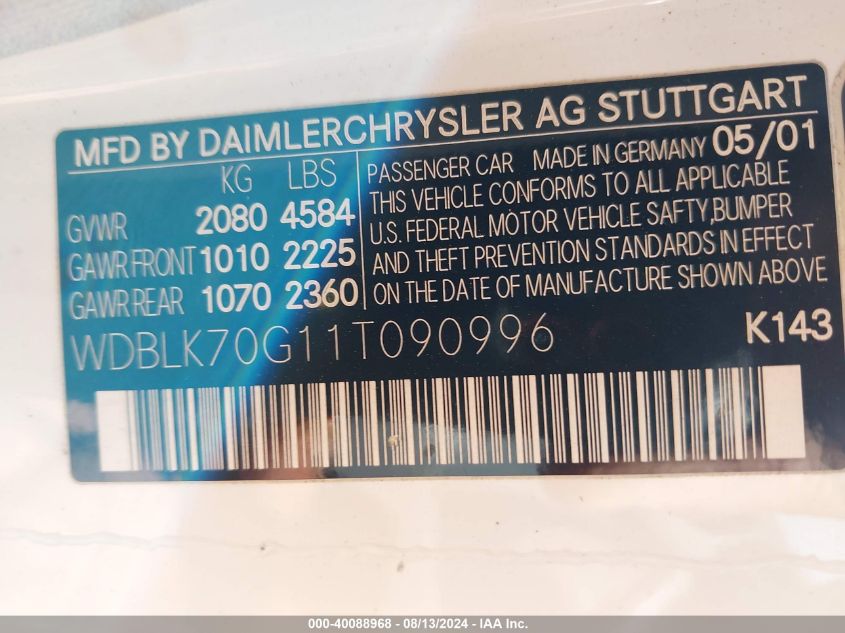 MFD BY DAIMLERCHRYSLER AG STUTTGART
KG LBS
GVWR 2080 4584
GAWR FRONT 1010 2225
GAWR REAR 1070 2360
PASSENGER CAR MADE IN GERMANY 05/01
THIS VEHICLE CONFORMS TO ALL APPLICABLE
U.S. FEDERAL MOTOR VEHICLE SAFTY,BUMPER
AND THEFT PREVENTION STANDARDS IN EFFECT
ON THE DATE OF MANUFACTURE SHOWN ABOVE
WDBLK70G11T090996 K143
000-40088968 - 08/13/2024 - IAA Inc.